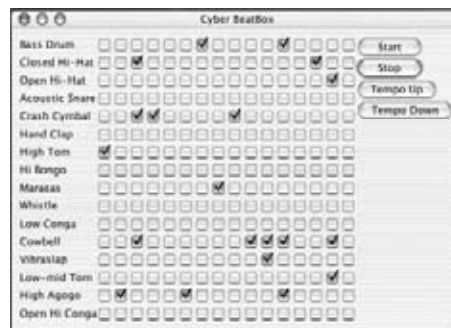 Cyber BeatBox
Bass Drum
Start
Closed Hi-Hat
Stop
Open Hi-Hat
Tempo Up
Acoustic Snare
Tempo Down
Crash Cymbal
Hand Clap
High Tom
Hi Bongo
Maracas
Whistle
Low Conga
Cowbell
Vibraslap
Low-mid Tom
High Agogo
Open Hi Conga